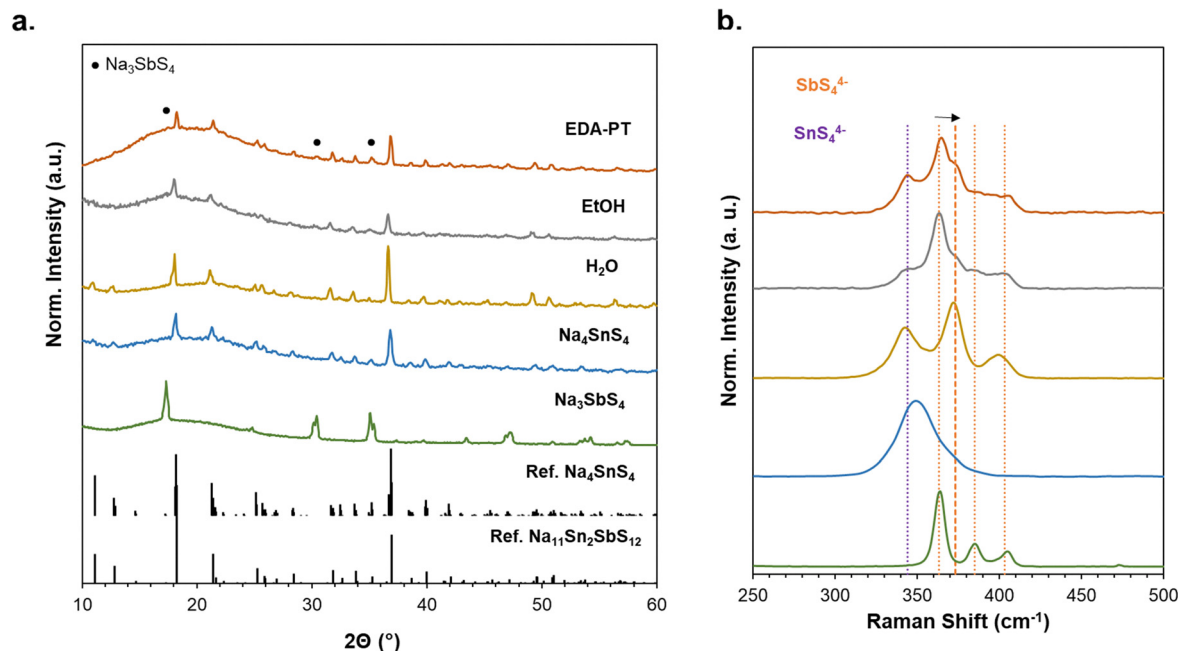 a.
● Na₃SbS₄
EDA-PT
EtOH
H₂O
Na₄SnS₄
Na₃SbS₄
Ref. Na₄SnS₄
Ref. Na₁₁Sn₂SbS₁₂
Norm. Intensity (a.u.)
10 20 30 40 50 60
2Θ (°)
b.
SbS₄⁴⁻
SnS₄⁴⁻
Norm. Intensity (a. u.)
250 300 350 400 450 500
Raman Shift (cm⁻¹)